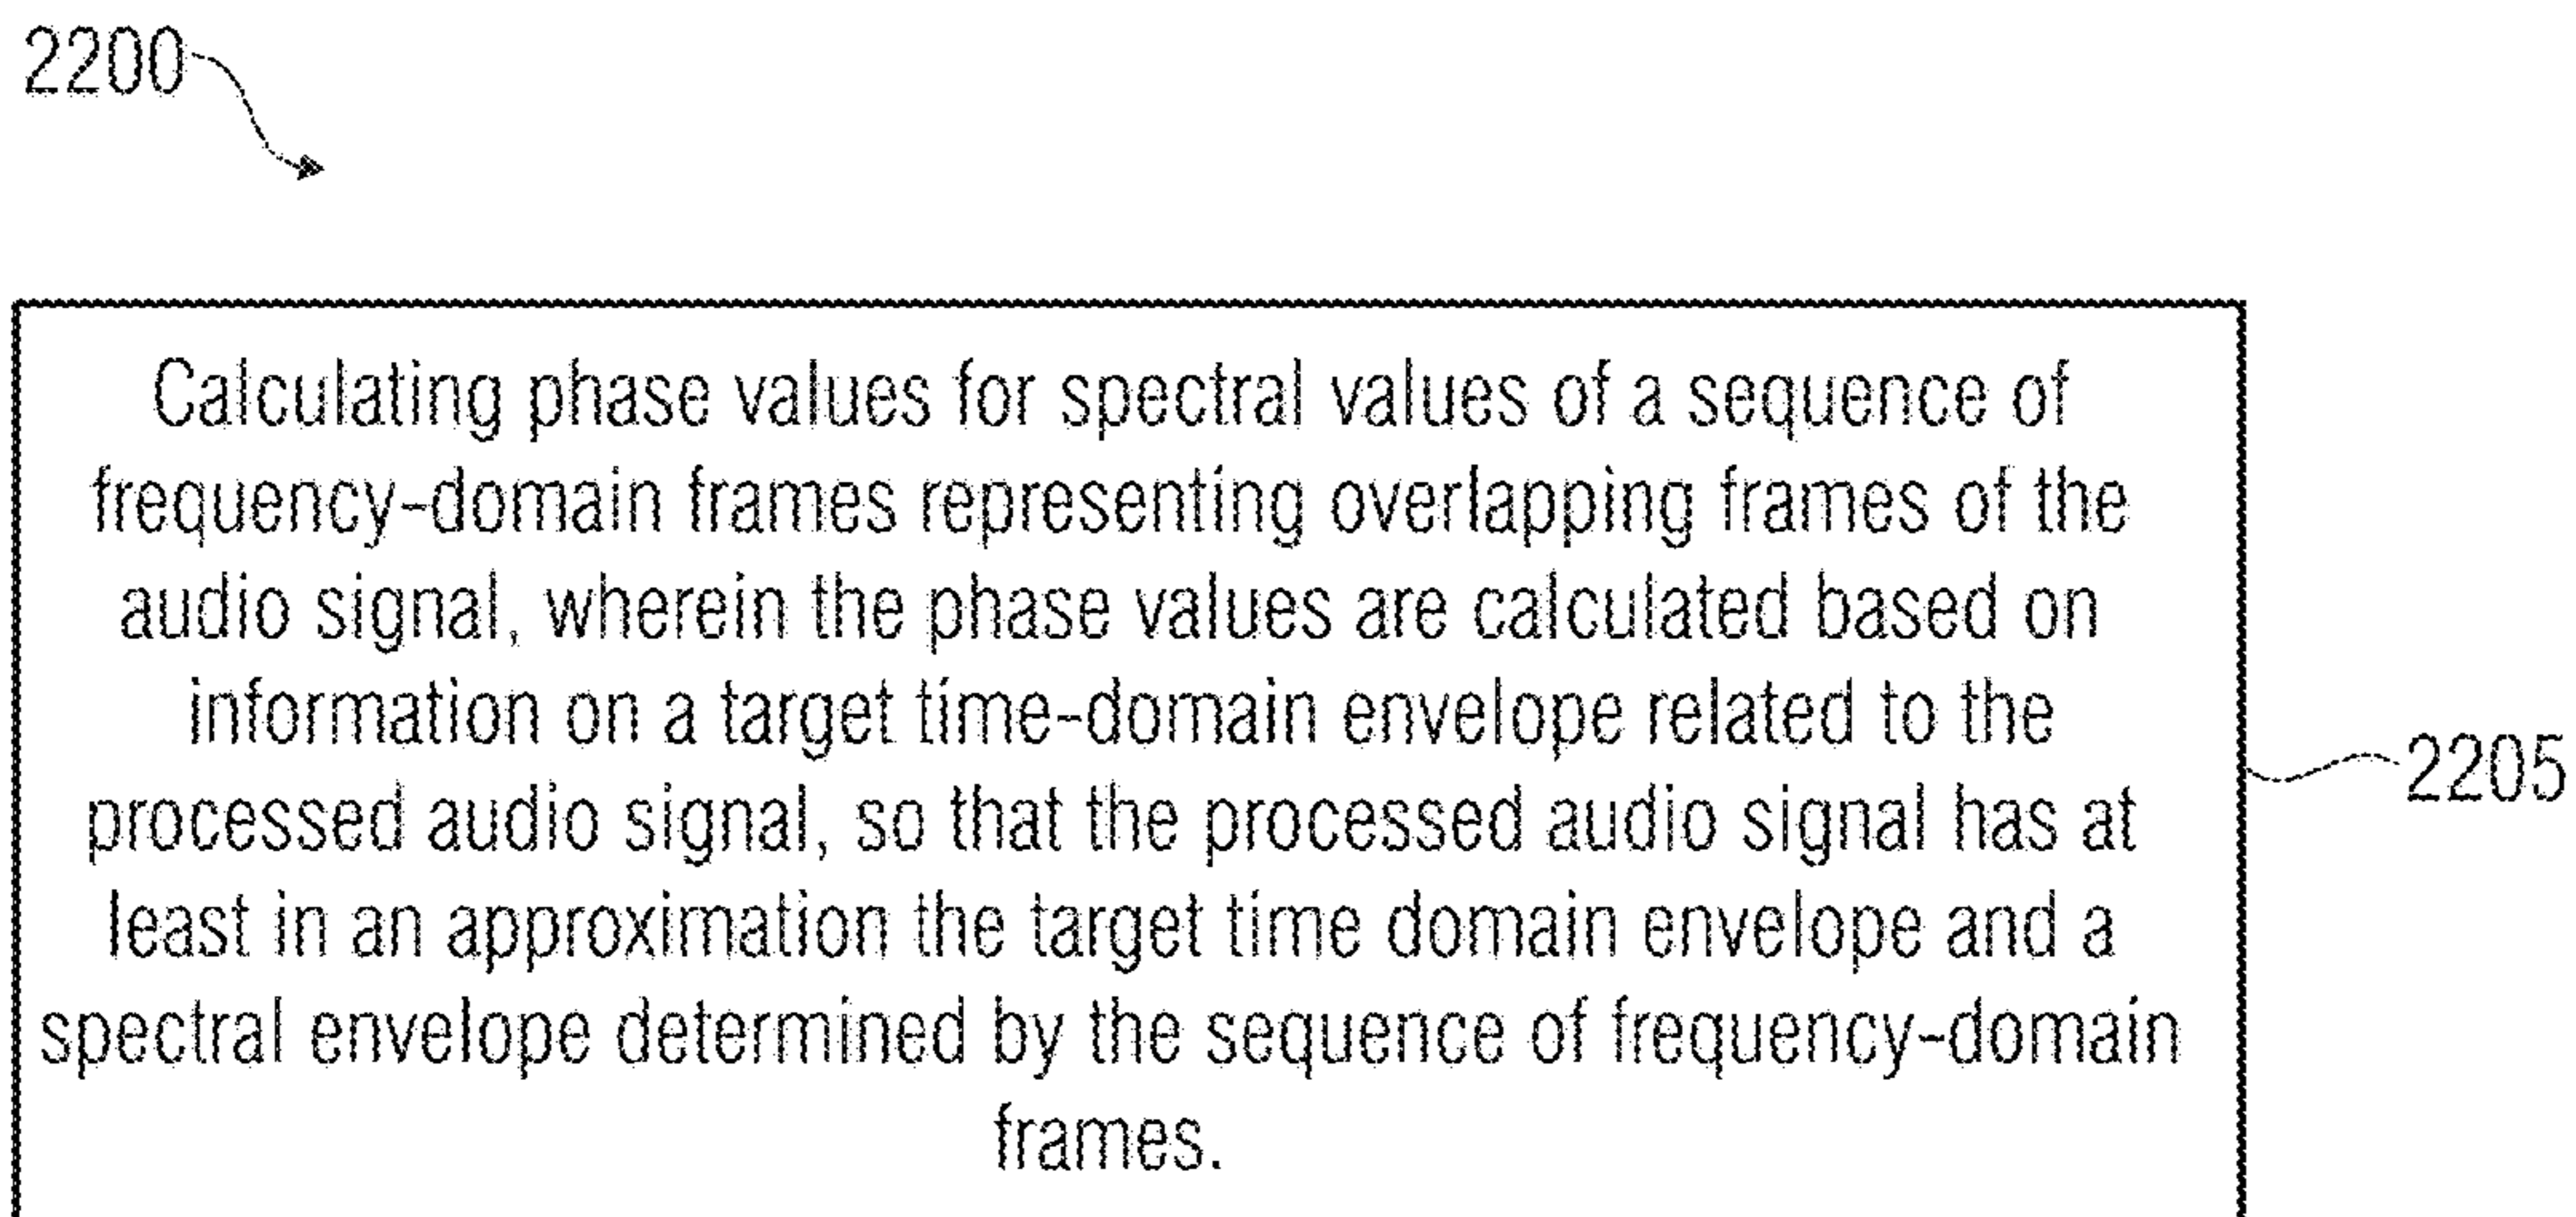 2200
Calculating phase values for spectral values of a sequence of
frequency-domain frames representing overlapping frames of the
audio signal, wherein the phase values are calculated based on
information on a target time-domain envelope related to the
processed audio signal, so that the processed audio signal has at
least in an approximation the target time domain envelope and a
spectral envelope determined by the sequence of frequency-domain
frames.
2205